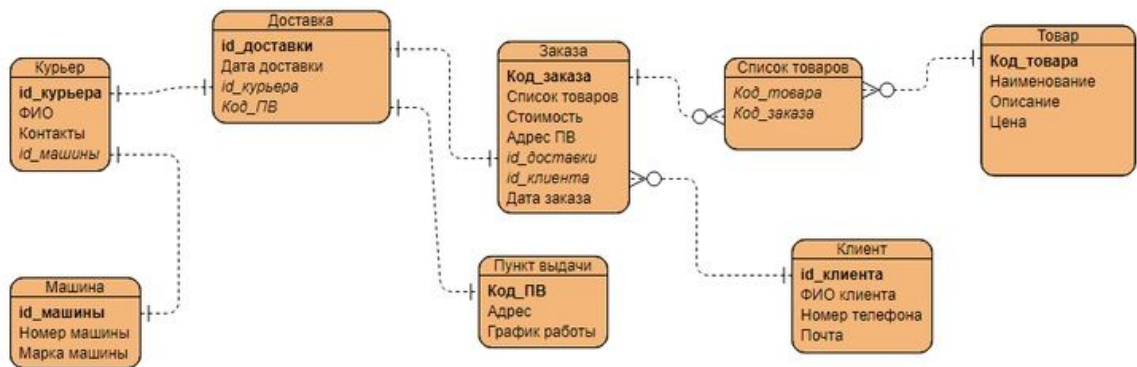 Курьер
id_курьера
ФИО
Контакты
id_машины
Доставка
id_доставки
Дата доставки
id_курьера
Код_ПВ
Заказа
Код_заказа
Список товаров
Стоимость
Адрес ПВ
id_доставки
id_клиента
Дата заказа
Список товаров
Код_товара
Код_заказа
Товар
Код_товара
Наименование
Описание
Цена
Машина
id_машины
Номер машины
Марка машины
Пункт выдачи
Код_ПВ
Адрес
График работы
Клиент
id_клиента
ФИО клиента
Номер телефона
Почта